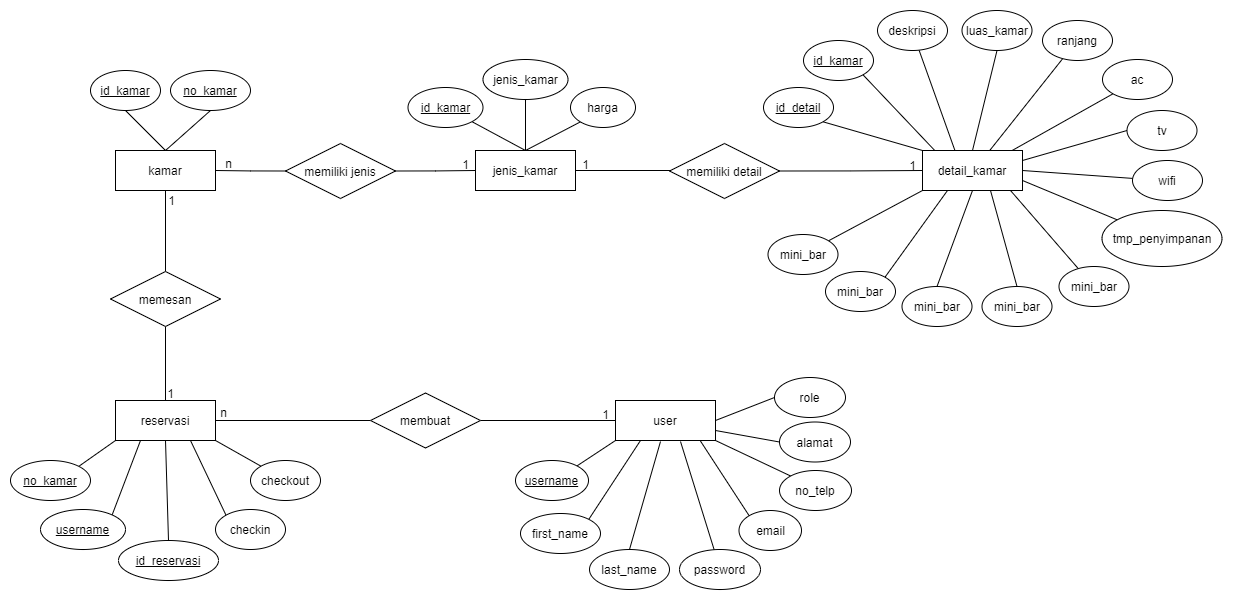 deskripsi
luas_kamar
ranjang
id_kamar
ac
id_detail
tv
wifi
tmp_penyimpanan
mini_bar
mini_bar
mini_bar
mini_bar
mini_bar
detail_kamar
1
memiliki detail
1
jenis_kamar
id_kamar
jenis_kamar
harga
1
memiliki jenis
n
kamar
id_kamar
no_kamar
1
memesan
1
reservasi
n
membuat
1
user
no_kamar
username
id_reservasi
checkin
checkout
role
alamat
no_telp
email
password
last_name
first_name
username